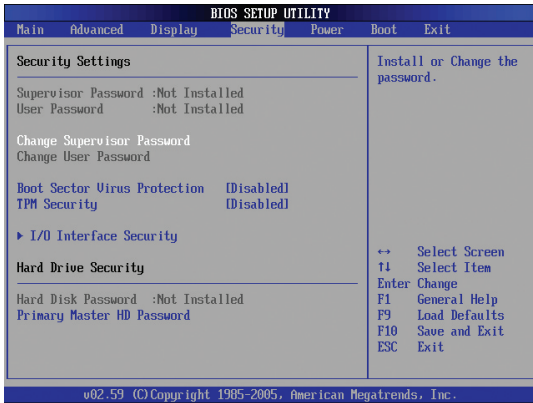 BIOS SETUP UTILITY
Main Advanced Display Security Power Boot Exit
Security Settings
Supervisor Password :Not Installed
User Password :Not Installed
Change Supervisor Password
Change User Password
Boot Sector Virus Protection [Disabled]
TPM Security [Disabled]
▶ I/O Interface Security
Hard Drive Security
Hard Disk Password :Not Installed
Primary Master HD Password
Install or Change the
password.
↔ Select Screen
↑↓ Select Item
Enter Change
F1 General Help
F9 Load Defaults
F10 Save and Exit
ESC Exit
v02.59 (C)Copyright 1985-2005, American Megatrends, Inc.